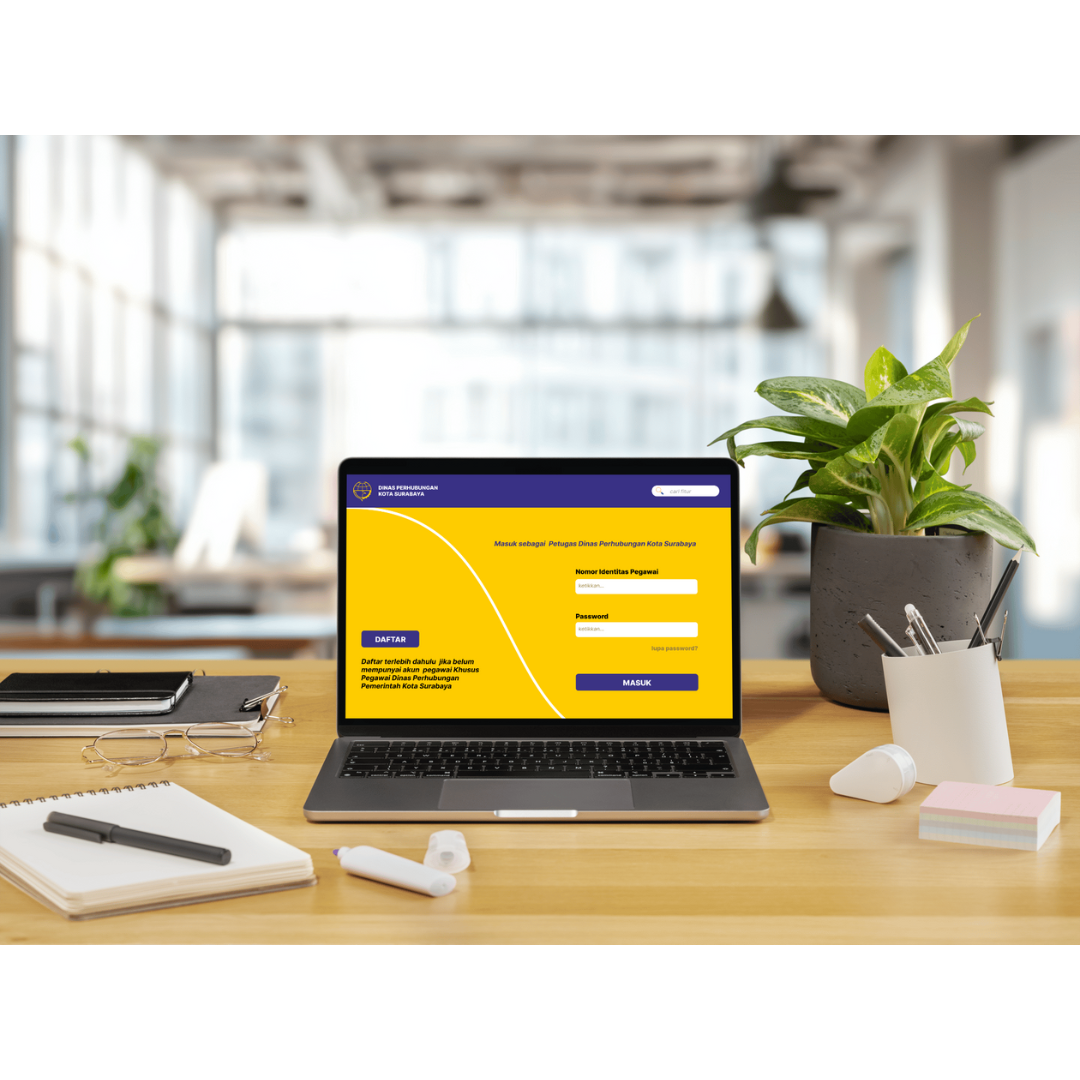 DINAS PERHUBUNGAN
KOTA SURABAYA
cari fitur
Masuk sebagai Petugas Dinas Perhubungan Kota Surabaya
Nomor Identitas Pegawai
ketikkan...
Password
ketikkan...
lupa password?
MASUK
DAFTAR
Daftar terlebih dahulu jika belum
mempunyai akun pegawai Khusus
Pegawai Dinas Perhubungan
Pemerintah Kota Surabaya